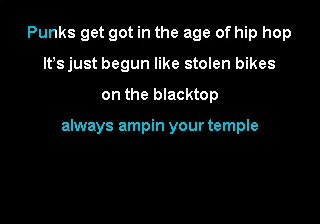 Punks get got in the age of hip hop
It's just begun like stolen bikes
on the blacktop
always ampin your temple